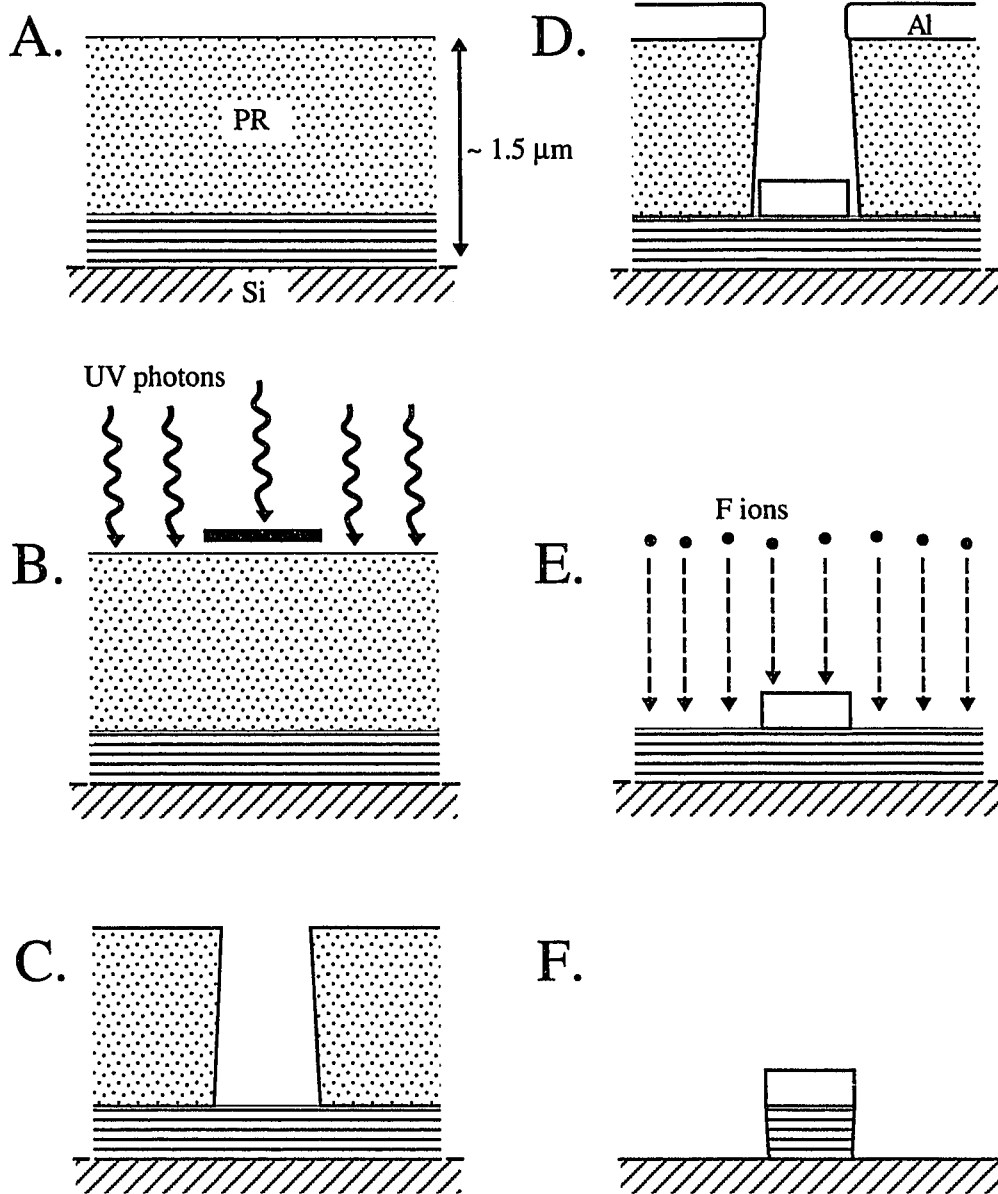 A.
PR
~ 1.5 μm
Si
UV photons
B.
C.
D.
Al
F ions
E.
F.